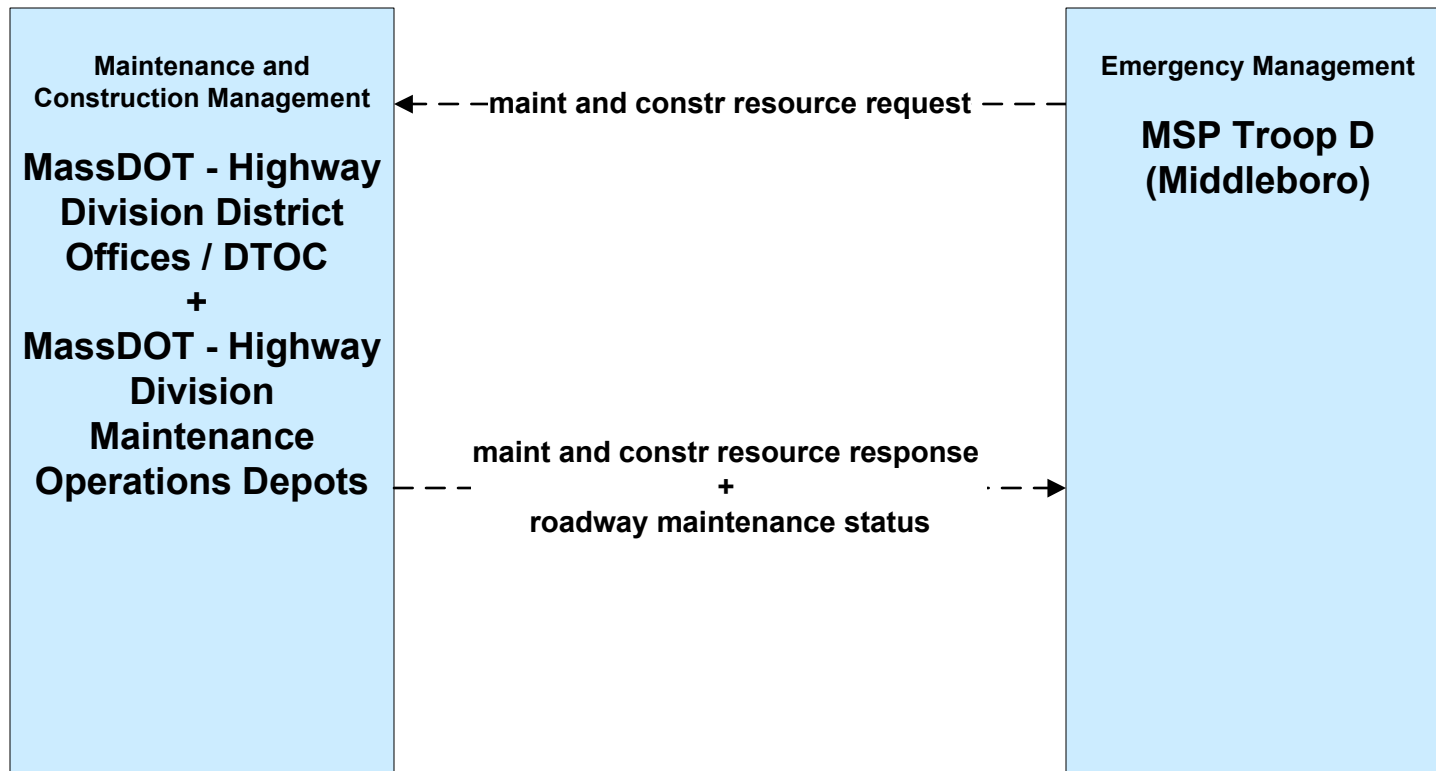 Maintenance and
Construction Management
MassDOT - Highway
Division District
Offices / DTOC
+
MassDOT - Highway
Division
Maintenance
Operations Depots
maint and constr resource request
maint and constr resource response
+
roadway maintenance status
Emergency Management
MSP Troop D
(Middleboro)